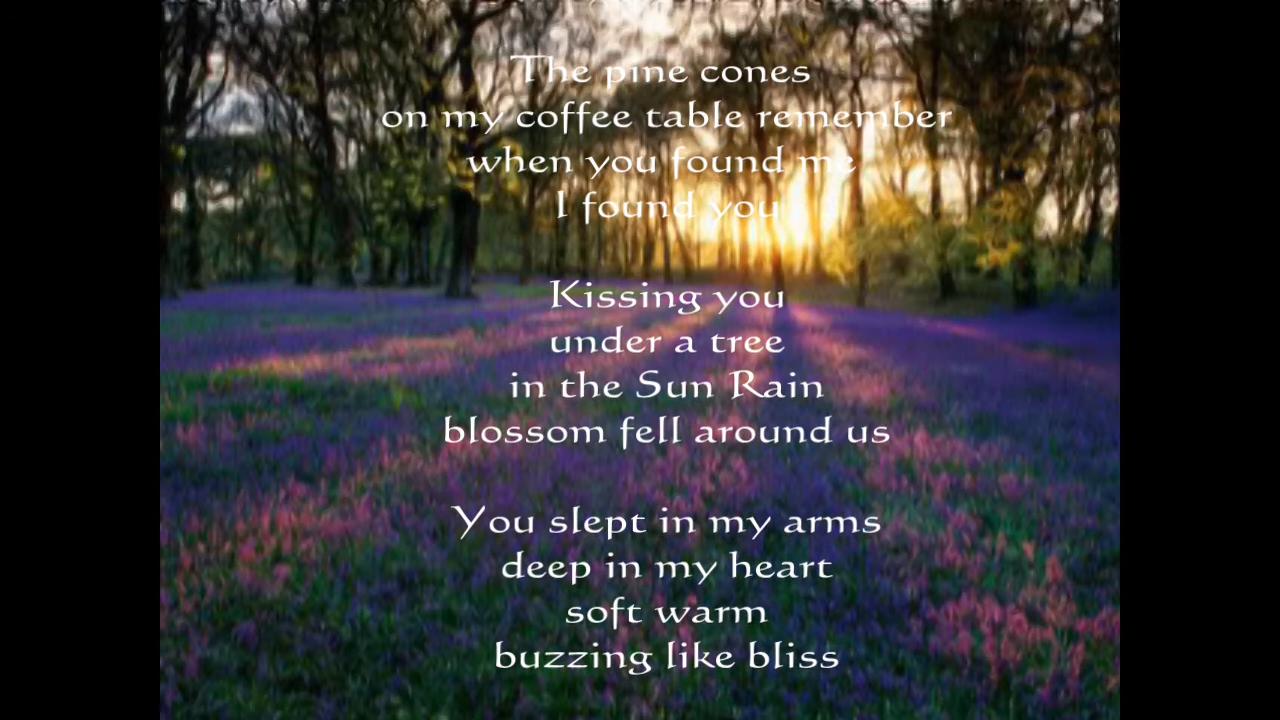 The pine cones
on my coffee table remember
when you found me
I found you
Kissing you
under a tree
in the Sun Rain
blossom fell around us
You slept in my arms
deep in my heart
soft warm
buzzing like bliss